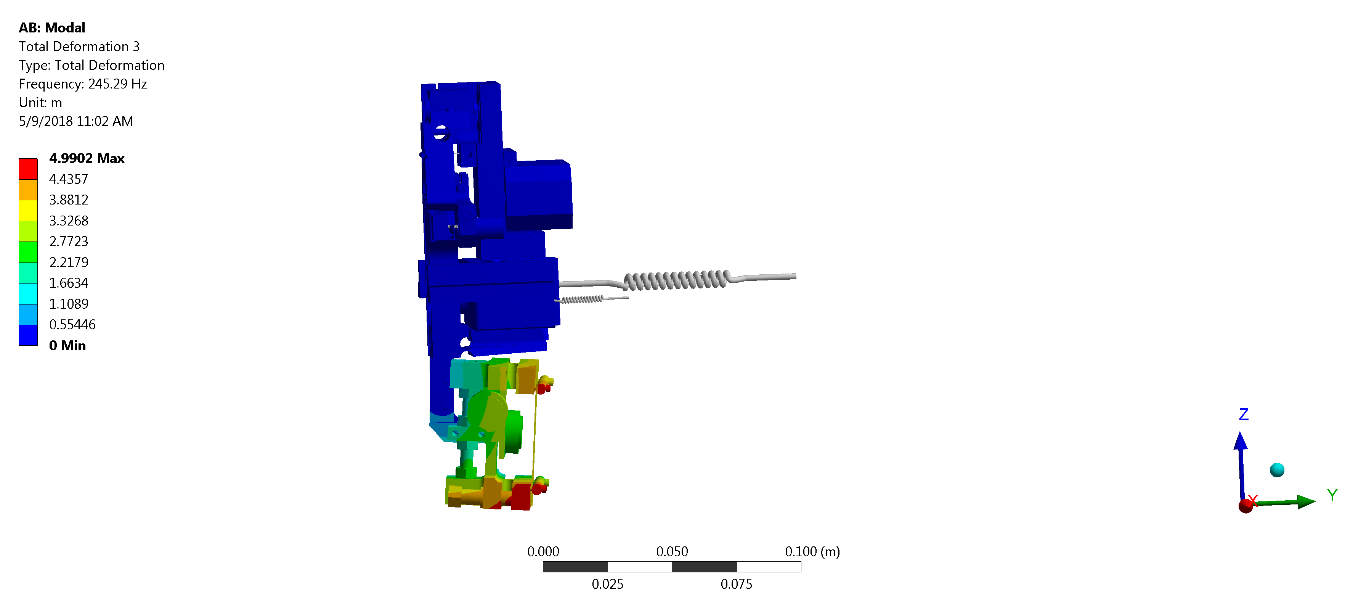 AB: Modal
Total Deformation 3
Type: Total Deformation
Frequency: 245.29 Hz
Unit: m
5/9/2018 11:02 AM
4.9902 Max
4.4357
3.8812
3.3268
2.7723
2.2179
1.6634
1.1089
0.55446
0 Min
Z
Y
X
0.000 0.050 0.100 (m)
0.025 0.075